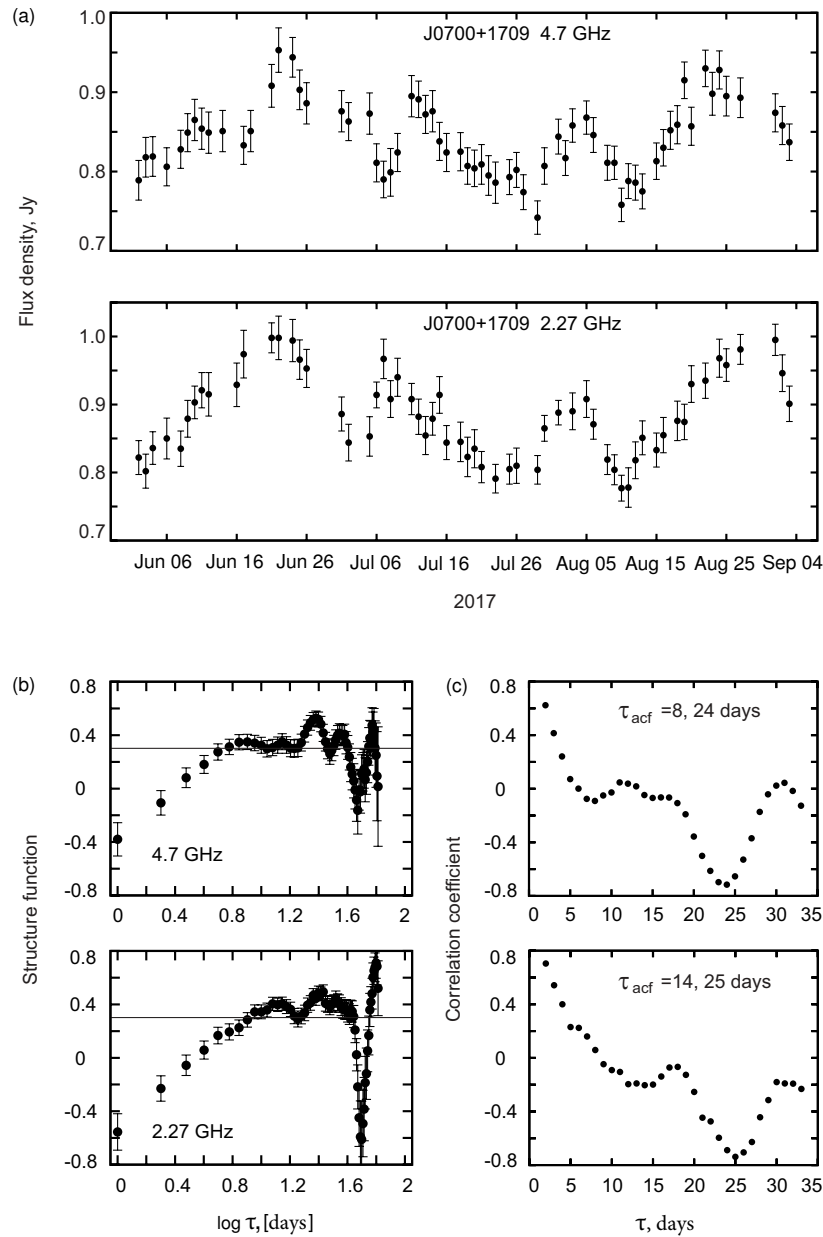 (a)
J0700+1709 4.7 GHz
1.0
0.9
0.8
0.7
Flux density, Jy
J0700+1709 2.27 GHz
1.0
0.9
0.8
0.7
Jun 06 Jun 16 Jun 26 Jul 06 Jul 16 Jul 26 Aug 05 Aug 15 Aug 25 Sep 04
2017
(b)
0.8
0.4
0
-0.4
-0.8
4.7 GHz
0 0.4 0.8 1.2 1.6 2
Structure function
0.8
0.4
0
-0.4
-0.8
2.27 GHz
0 0.4 0.8 1.2 1.6 2
log τ, [days]
(c)
0.8
0.4
0
-0.4
-0.8
τ acf =8, 24 days
0 5 10 15 20 25 30 35
Correlation coefficient
0.8
0.4
0
-0.4
-0.8
τ acf =14, 25 days
0 5 10 15 20 25 30 35
τ, days